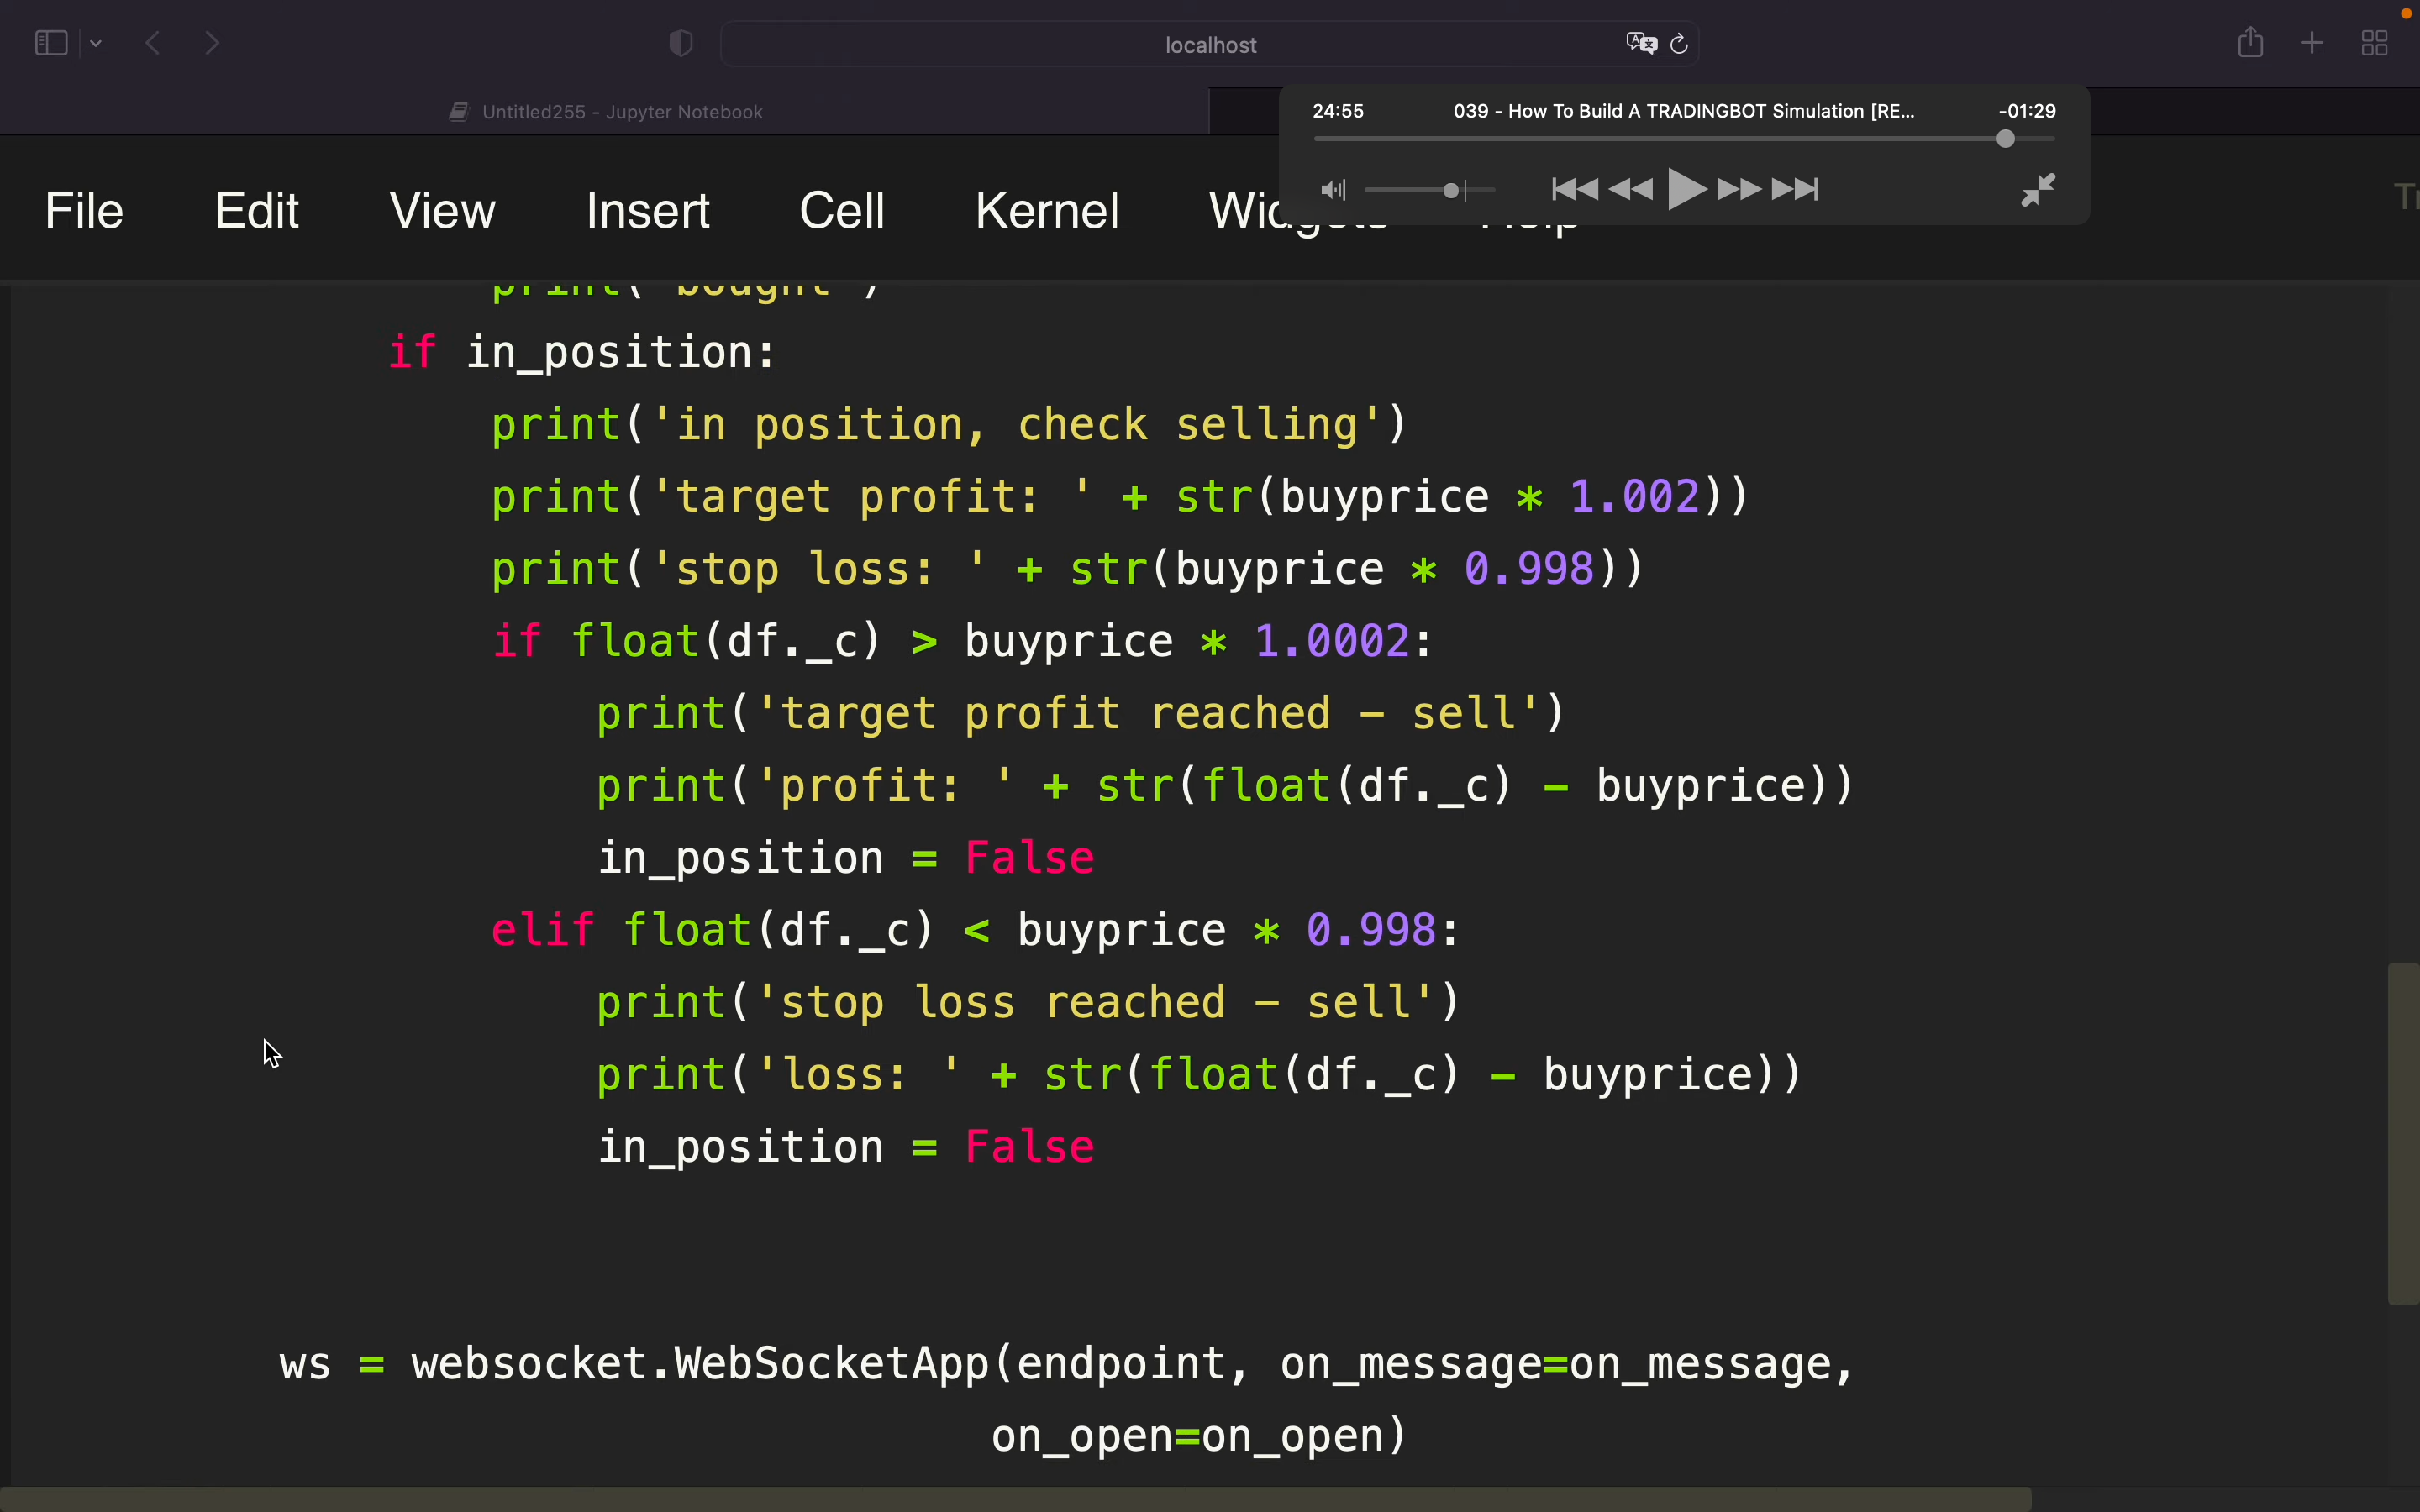 localhost
Untitled255 - Jupyter Notebook
24:55 039 - How To Build A TRADINGBOT Simulation [RE... -01:29
File Edit View Insert Cell Kernel Widgets Help
print('bought')
if in_position:
print('in position, check selling')
print('target profit: ' + str(buyprice * 1.002))
print('stop loss: ' + str(buyprice * 0.998))
if float(df._c) > buyprice * 1.0002:
print('target profit reached - sell')
print('profit: ' + str(float(df._c) - buyprice))
in_position = False
elif float(df._c) < buyprice * 0.998:
print('stop loss reached - sell')
print('loss: ' + str(float(df._c) - buyprice))
in_position = False
ws = websocket.WebSocketApp(endpoint, on_message=on_message,
on_open=on_open)